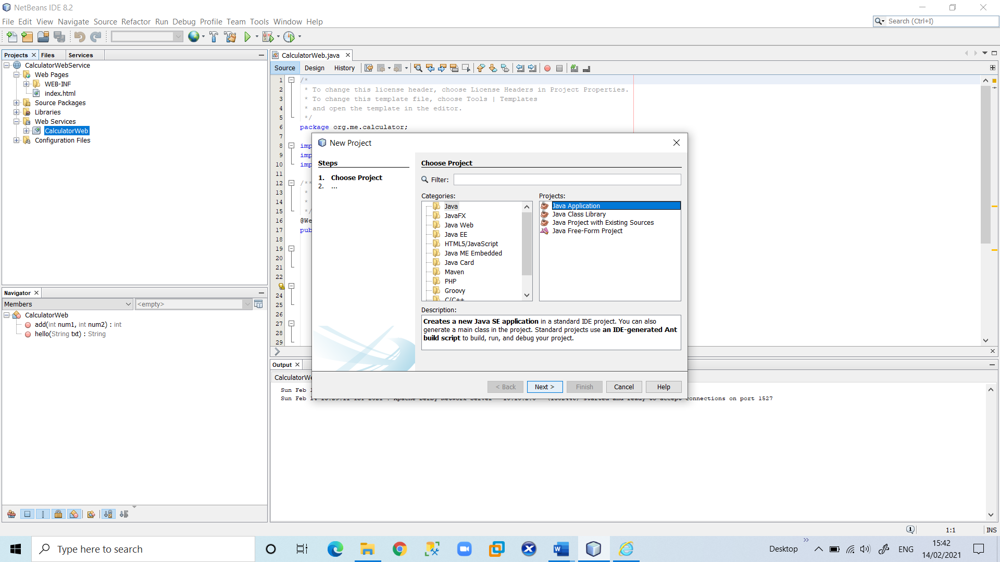 NetBeans IDE 8.2
File Edit View Navigate Source Refactor Run Debug Profile Team Tools Window Help
Search (Ctrl+I)
Projects Files Services
CalculatorWebService
Web Pages
WEB-INF
index.html
Source Packages
Libraries
Web Services
CalculatorWeb
Configuration Files
Navigator
Members
<empty>
CalculatorWeb
add(int num1, int num2) : int
hello(String txt) : String
CalculatorWeb.java
Source Design History
1 /*
2 * To change this license header, choose License Headers in Project Properties.
3 * To change this template file, choose Tools | Templates
4 * and open the template in the editor.
5 */
6 package org.me.calculator;
7
8 imp
9 imp
10 imp
11
12 /**
13 *
14 *
15 */
16 @We
17 pub
18
19
20
21
22
24
25
26
27
28
29
New Project
Steps
1. Choose Project
2. ...
Choose Project
Filter:
Categories:
Java
JavaFX
Java Web
Java EE
HTML5/JavaScript
Java ME Embedded
Java Card
Maven
PHP
Groovy
C/C++
Projects:
Java Application
Java Class Library
Java Project with Existing Sources
Java Free-Form Project
Description:
Creates a new Java SE application in a standard IDE project. You can also
generate a main class in the project. Standard projects use an IDE-generated Ant
build script to build, run, and debug your project.
< Back Next > Finish Cancel Help
Output
CalculatorWe
Sun Feb
Sun Feb 14 connections on port 1527
1:1 INS
Type here to search
Desktop
ENG
15:42
14/02/2021